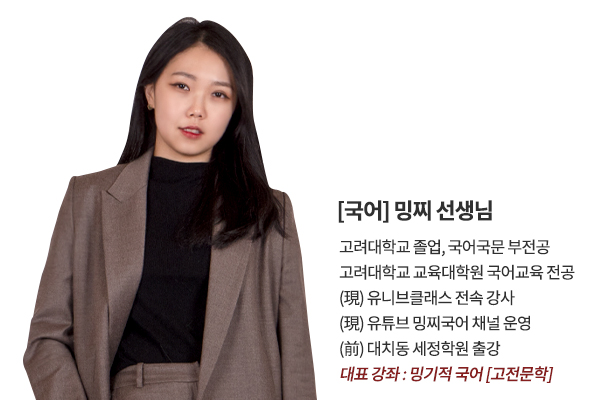 [국어] 밍찌 선생님
고려대학교 졸업, 국어국문 부전공
고려대학교 교육대학원 국어교육 전공
(現) 유니브클래스 전속 강사
(現) 유튜브 밍찌국어 채널 운영
(前) 대치동 세정학원 출강
대표 강좌 : 밍기적 국어 [고전문학]